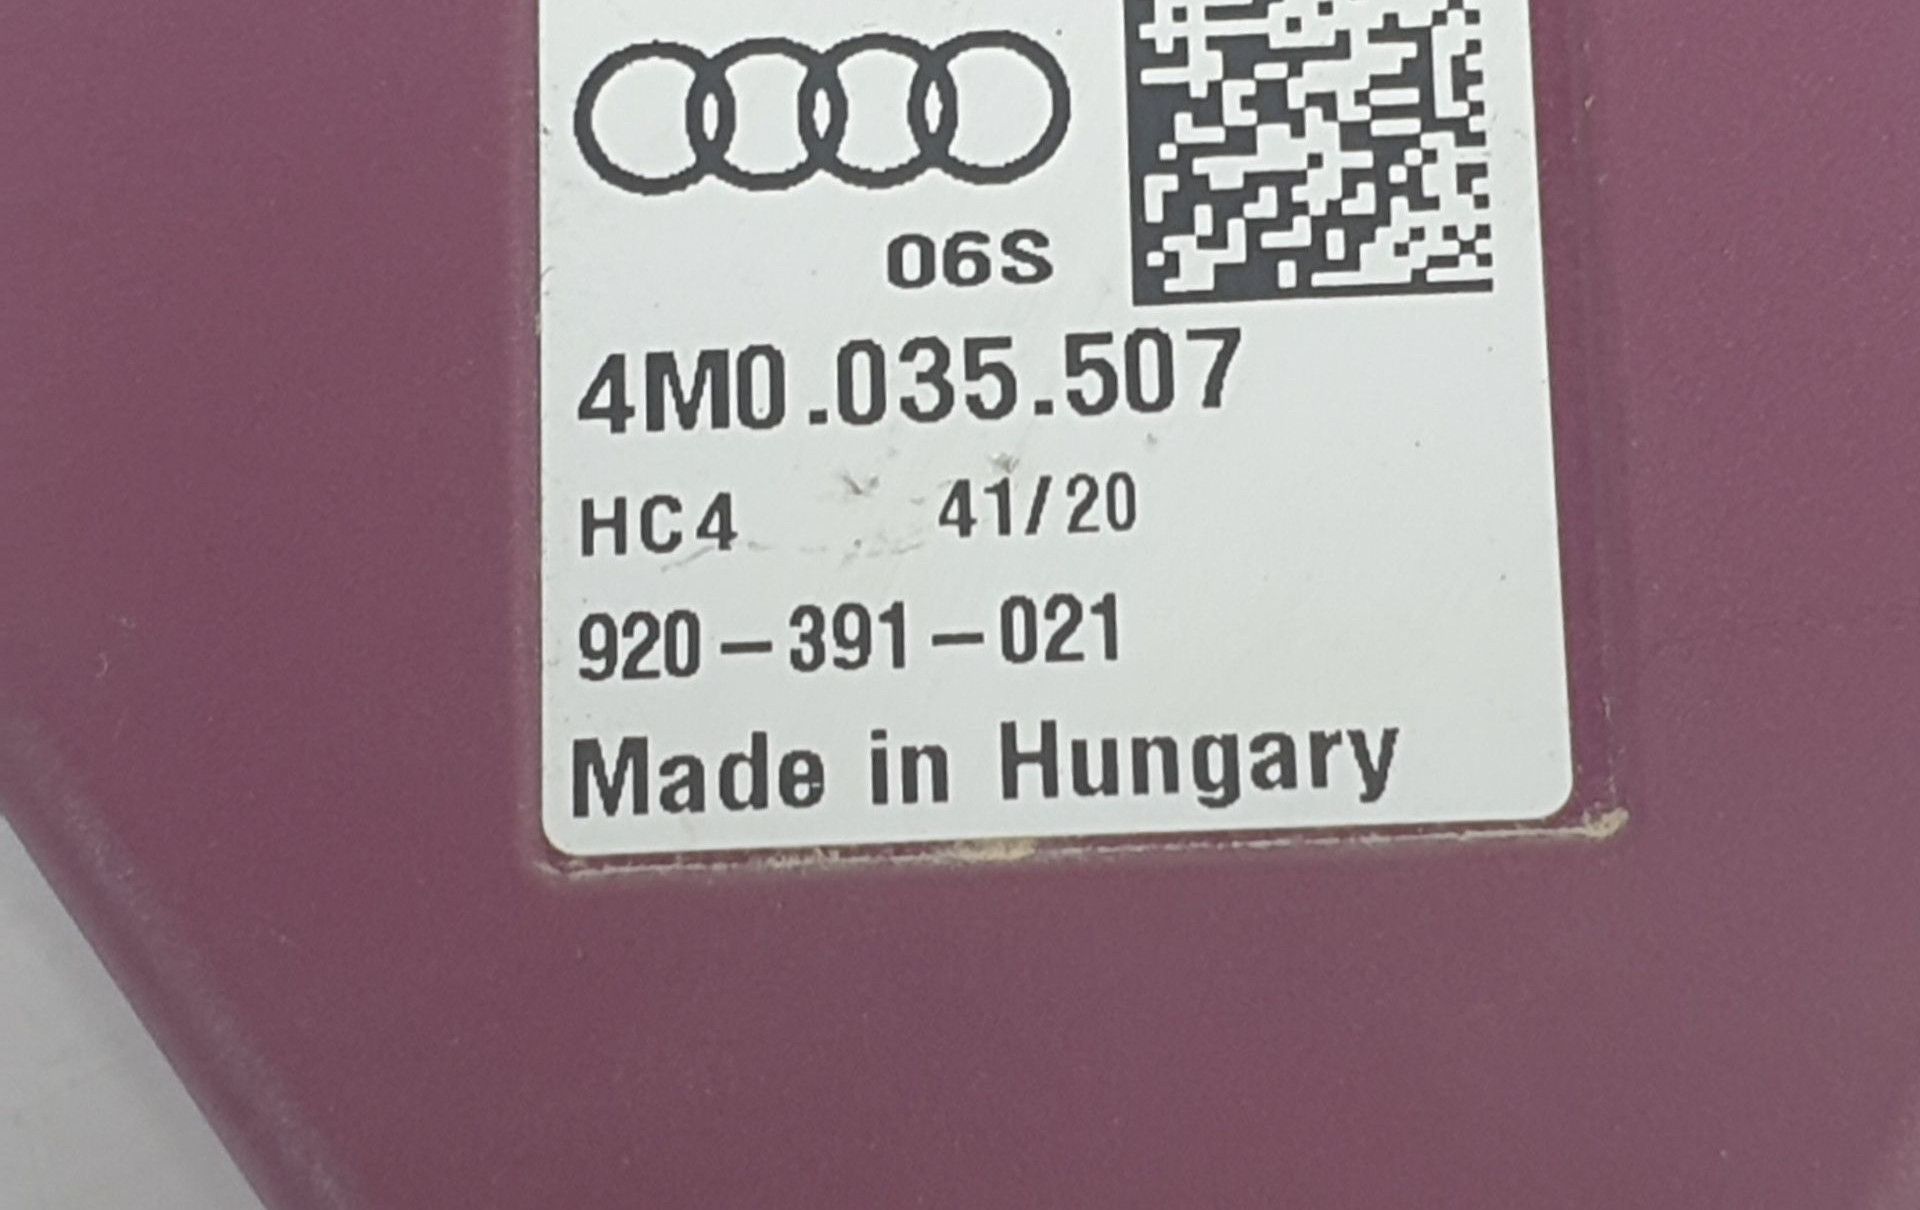 06S
4M0.035.507
HC4 41/20
920-391-021
Made in Hungary